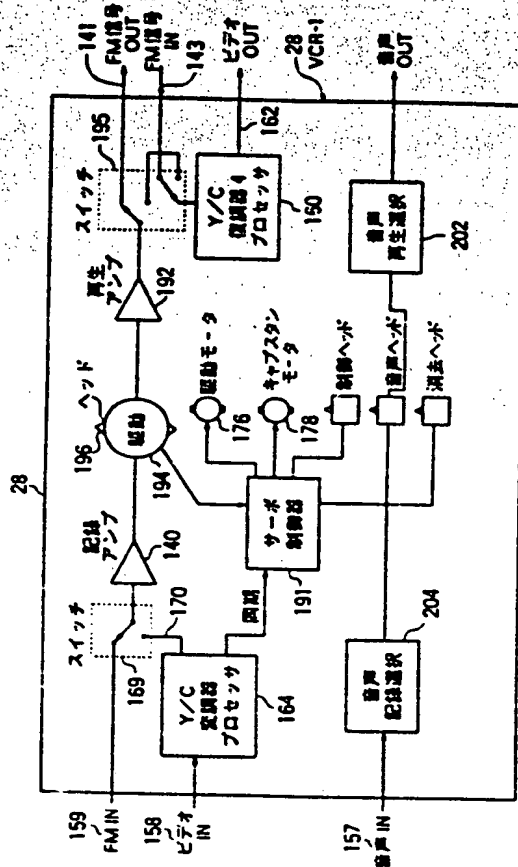 141
FM信号
OUT
FM信号
IN
143
ビデオ
OUT
162
28
VCR-1
音声
OUT
195
スイッチ
Y/C
復調器 4
プロセッサ
160
音声
再生選択
202
再生
アンプ
192
ヘッド
196
駆動
194
駆動モータ
176
キャプスタン
モータ
178
制御ヘッド
音声ヘッド
消去ヘッド
28
記録
アンプ
140
サーボ
制御器
191
同期
スイッチ
170
169
Y/C
変調器
プロセッサ
164
204
音声
記録選択
159
FM IN
158
ビデオ
IN
157
音声 IN